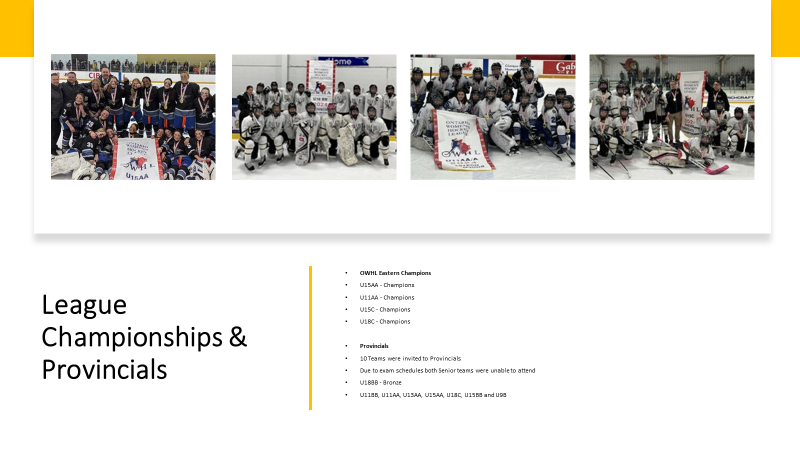 League
Championships &
Provincials
• OWHL Eastern Champions
• U15AA - Champions
• U11AA - Champions
• U15C - Champions
• U18C - Champions
• Provincials
• 10 Teams were invited to Provincials
• Due to exam schedules both Senior teams were unable to attend
• U18BB - Bronze
• U11BB, U11AA, U13AA, U15AA, U18C, U15BB and U9B